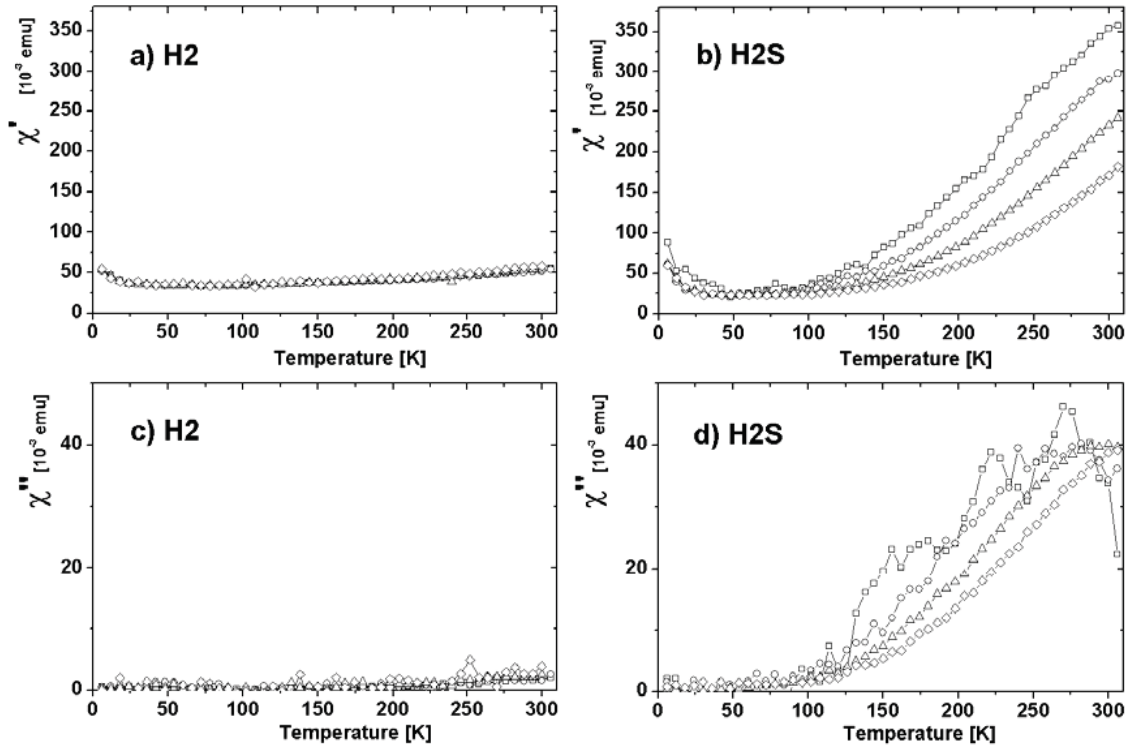 a) H2
χ' [10⁻³ emu]
350
300
250
200
150
100
50
0
0 50 100 150 200 250 300
Temperature [K]
b) H2S
χ' [10⁻³ emu]
350
300
250
200
150
100
50
0
0 50 100 150 200 250 300
Temperature [K]
c) H2
χ'' [10⁻³ emu]
40
20
0
0 50 100 150 200 250 300
Temperature [K]
d) H2S
χ'' [10⁻³ emu]
40
20
0
0 50 100 150 200 250 300
Temperature [K]